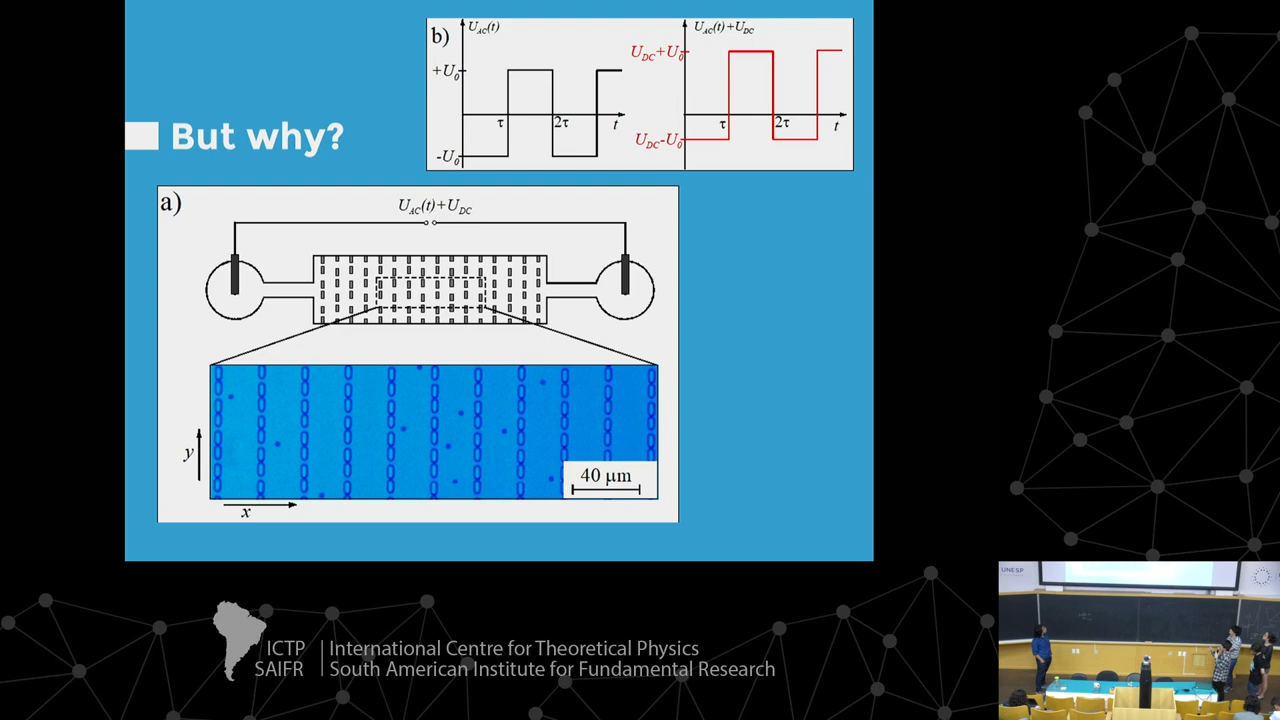 b)
U_AC(t)
+U_0
-U_0
τ
2τ
t
U_AC(t)+U_DC
U_DC+U_0
U_DC-U_0
τ
2τ
t
But why?
a)
U_AC(t)+U_DC
y
x
40 μm
ICTP
SAIFR
International Centre for Theoretical Physics
South American Institute for Fundamental Research
UNESP